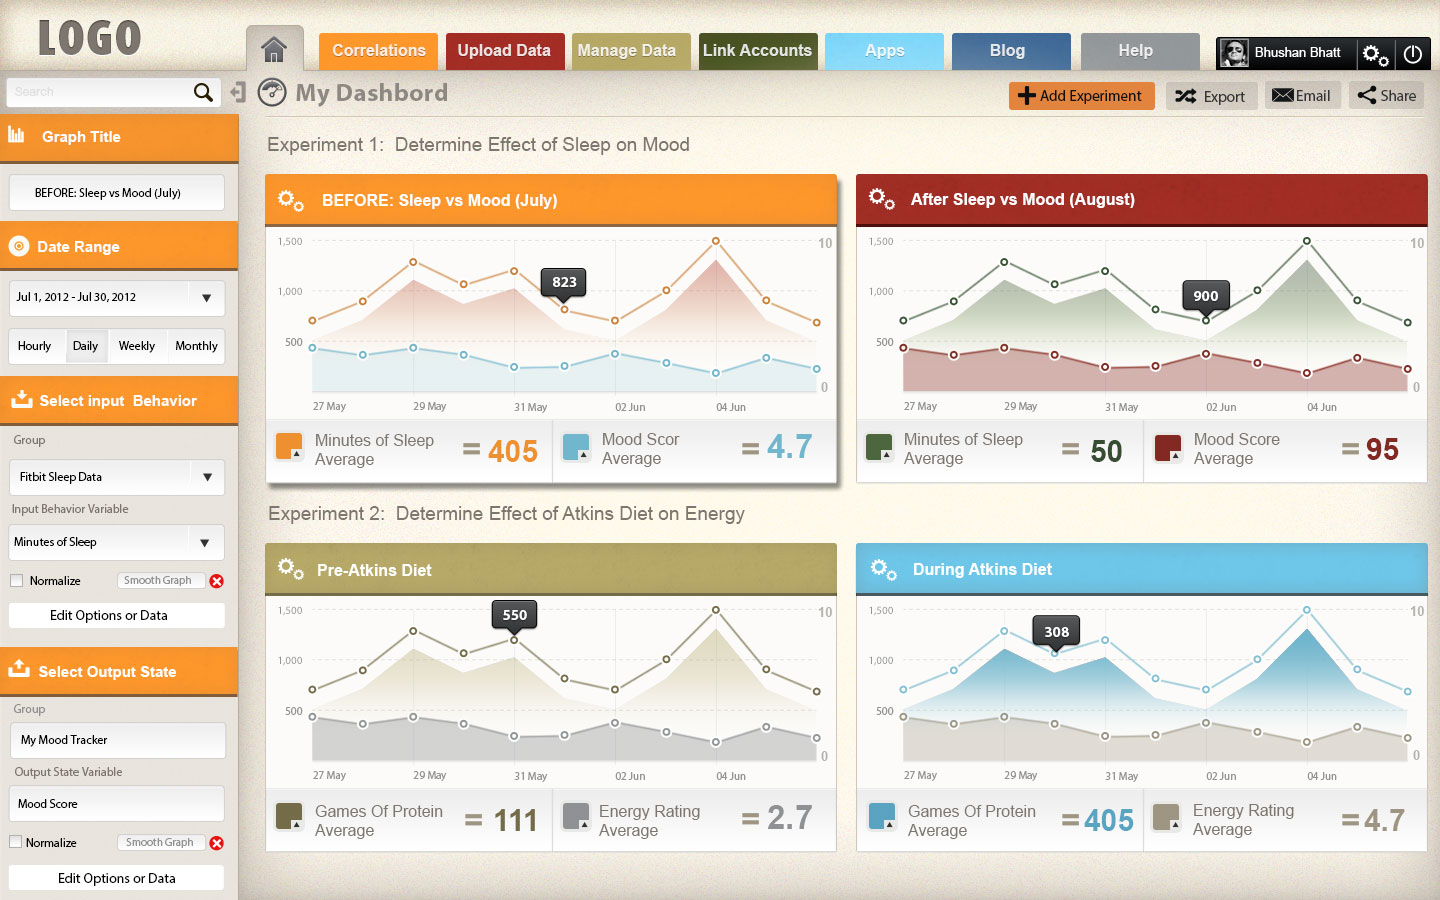 LOGO
Correlations
Upload Data
Manage Data
Link Accounts
Apps
Blog
Help
Bhushan Bhatt
Search
My Dashbord
Add Experiment
Export
Email
Share
Graph Title
BEFORE: Sleep vs Mood (July)
Date Range
Jul 1, 2012 - Jul 30, 2012
Hourly
Daily
Weekly
Monthly
Select input Behavior
Group
Fitbit Sleep Data
Input Behavior Variable
Minutes of Sleep
Normalize
Smooth Graph
Edit Options or Data
Select Output State
Group
My Mood Tracker
Output State Variable
Mood Score
Normalize
Smooth Graph
Edit Options or Data
Experiment 1: Determine Effect of Sleep on Mood
BEFORE: Sleep vs Mood (July)
1,500
10
823
1,000
500
0
27 May
29 May
31 May
02 Jun
04 Jun
Minutes of Sleep
Average
= 405
Mood Scor
Average
= 4.7
After Sleep vs Mood (August)
1,500
10
900
1,000
500
0
27 May
29 May
31 May
02 Jun
04 Jun
Minutes of Sleep
Average
= 50
Mood Score
Average
= 95
Experiment 2: Determine Effect of Atkins Diet on Energy
Pre-Atkins Diet
1,500
10
550
1,000
500
0
27 May
29 May
31 May
02 Jun
04 Jun
Games Of Protein
Average
= 111
Energy Rating
Average
= 2.7
During Atkins Diet
1,500
10
308
1,000
500
0
27 May
29 May
31 May
02 Jun
04 Jun
Games Of Protein
Average
= 405
Energy Rating
Average
= 4.7